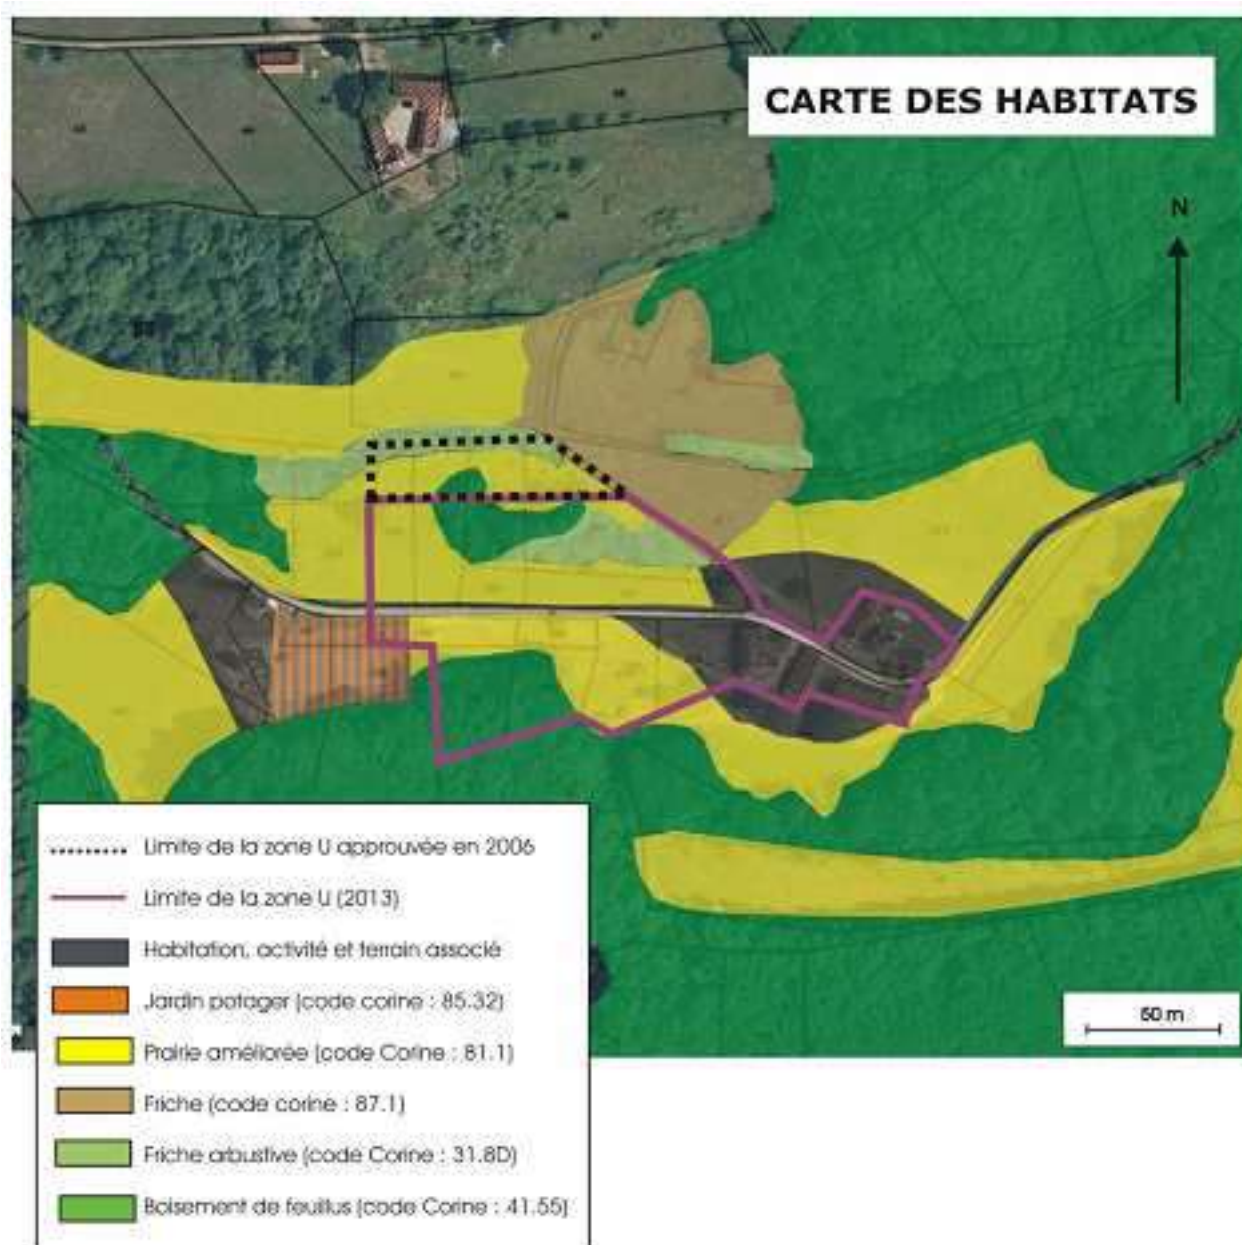 CARTE DES HABITATS
N
Limite de la zone U approuvée en 2006
Limite de la zone U (2013)
Habitation, activité et terrain associé
Jardin potager (code corine : 85.32)
Prairie améliorée (code Corine : 81.1)
Friche (code corine : 87.1)
Friche arbustive (code Corine : 31.8D)
Boisement de feuillus (code Corine : 41.55)
50 m